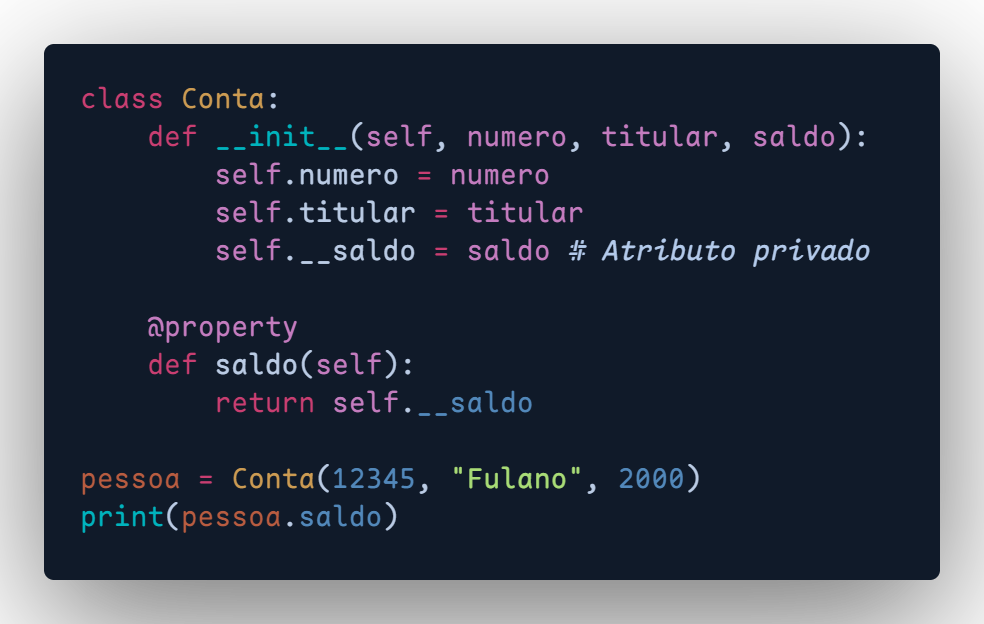 class Conta:
    def __init__(self, numero, titular, saldo):
        self.numero = numero
        self.titular = titular
        self.__saldo = saldo # Atributo privado

    @property
    def saldo(self):
        return self.__saldo

pessoa = Conta(12345, "Fulano", 2000)
print(pessoa.saldo)